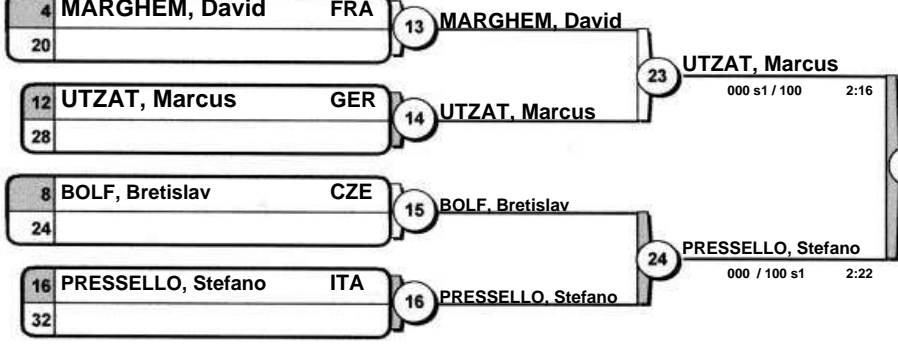 4 MARGHEM, David FRA
20
13
MARGHEM, David
12 UTZAT, Marcus GER
28
14
UTZAT, Marcus
23
UTZAT, Marcus
000 s1 / 100 2:16
8 BOLF, Bretislav CZE
24
15
BOLF, Bretislav
16 PRESSELLO, Stefano ITA
32
16
PRESSELLO, Stefano
24
PRESSELLO, Stefano
000 / 100 s1 2:22